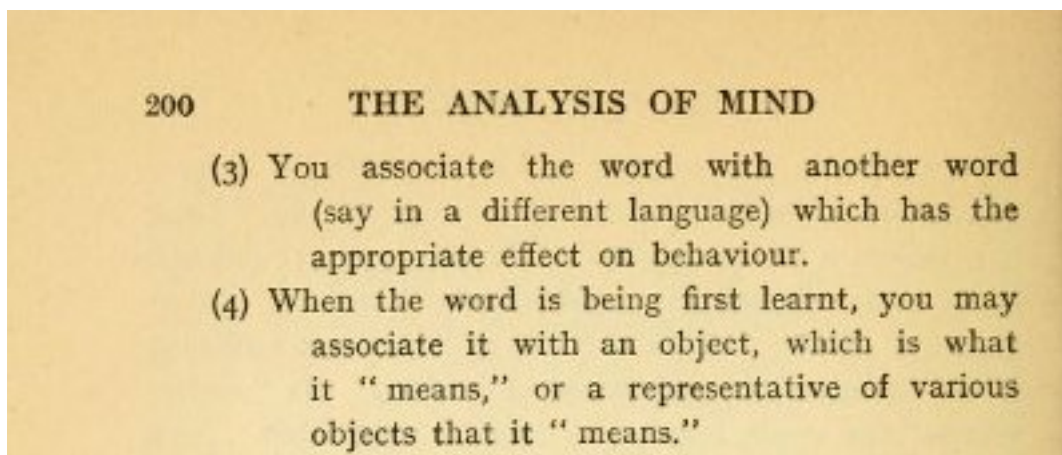 200 THE ANALYSIS OF MIND
(3) You associate the word with another word
(say in a different language) which has the
appropriate effect on behaviour.
(4) When the word is being first learnt, you may
associate it with an object, which is what
it “ means,” or a representative of various
objects that it “ means.”